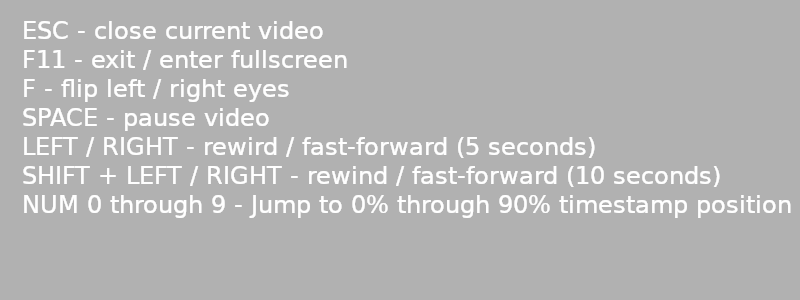 ESC - close current video
F11 - exit / enter fullscreen
F - flip left / right eyes
SPACE - pause video
LEFT / RIGHT - rewird / fast-forward (5 seconds)
SHIFT + LEFT / RIGHT - rewind / fast-forward (10 seconds)
NUM 0 through 9 - Jump to 0% through 90% timestamp position